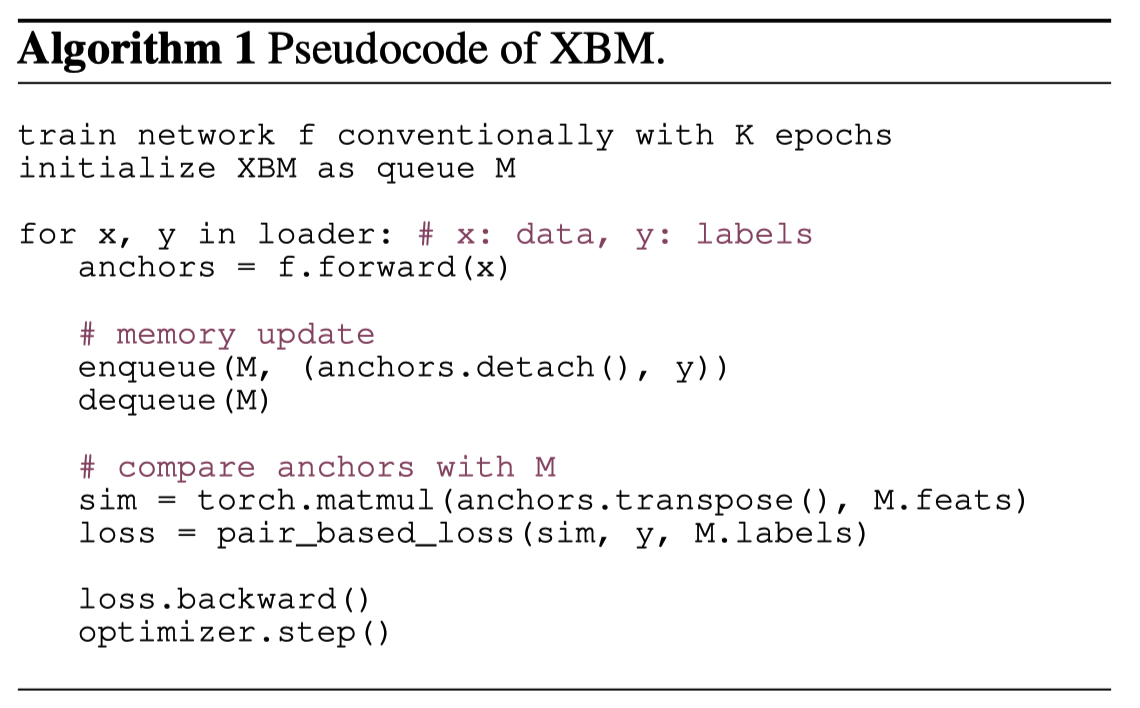 Algorithm 1 Pseudocode of XBM.
train network f conventionally with K epochs
initialize XBM as queue M
for x, y in loader: # x: data, y: labels
anchors = f.forward(x)
# memory update
enqueue(M, (anchors.detach(), y))
dequeue(M)
# compare anchors with M
sim = torch.matmul(anchors.transpose(), M.feats)
loss = pair_based_loss(sim, y, M.labels)
loss.backward()
optimizer.step()